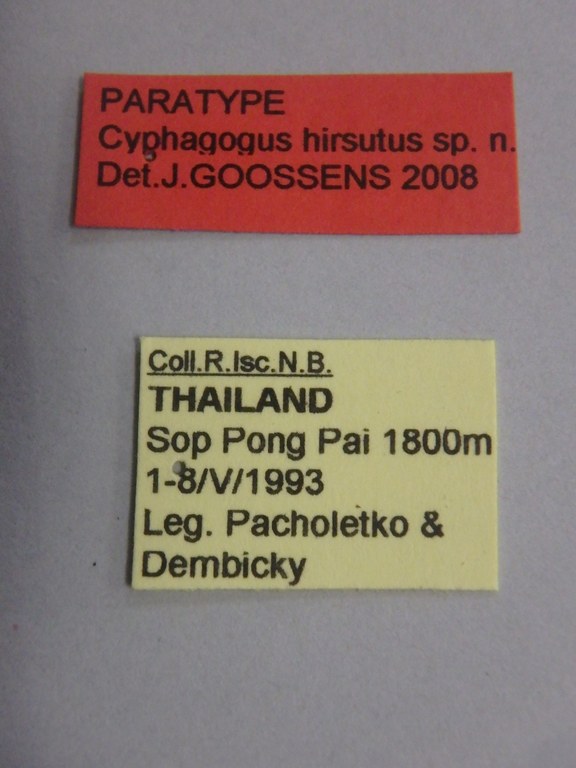 PARATYPE
Cyphagogus hirsutus sp. n.
Det.J.GOOSSENS 2008
Coll.R.Isc.N.B.
THAILAND
Sop Pong Pai 1800m
1-8/V/1993
Leg. Pacholetko &
Dembicky